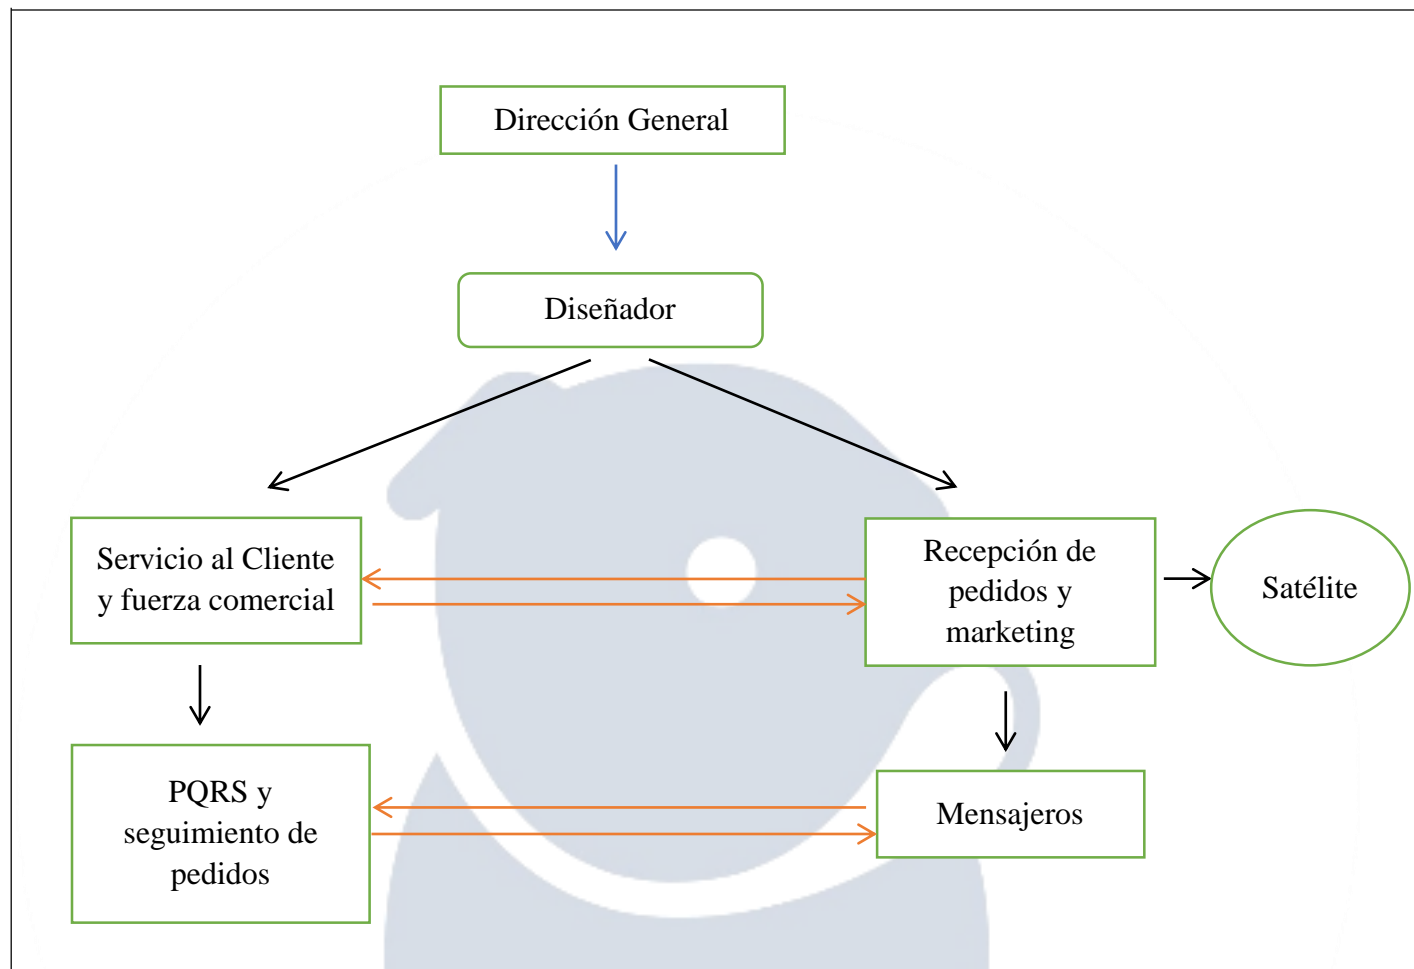 Dirección General
Diseñador
Servicio al Cliente
y fuerza comercial
Recepción de
pedidos y
marketing
Satélite
PQRS y
seguimiento de
pedidos
Mensajeros